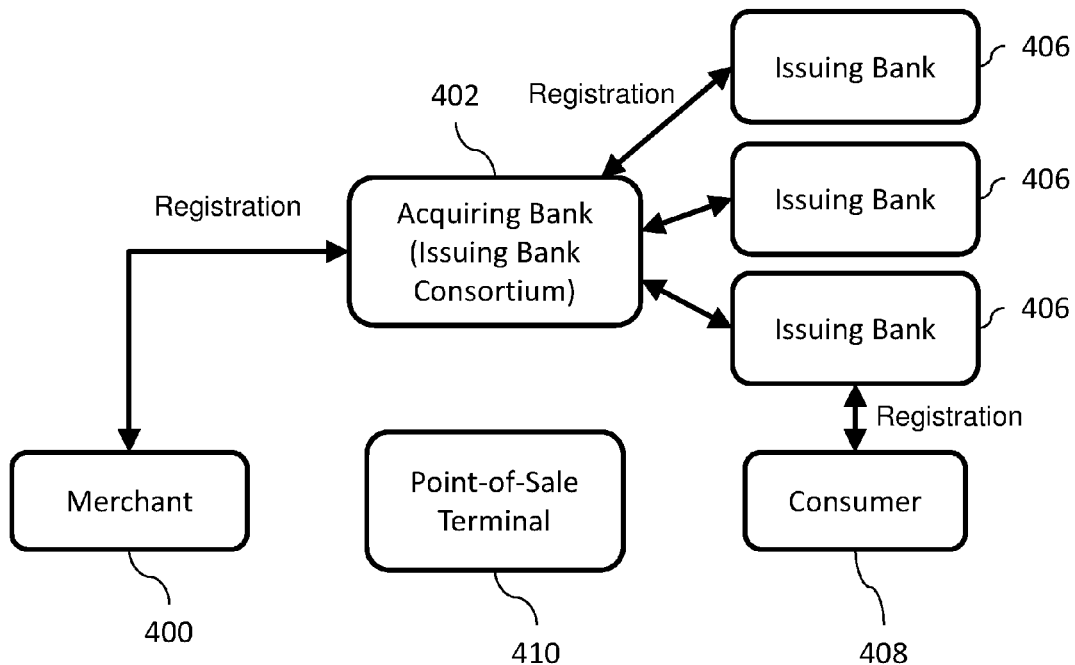 Issuing Bank
406
402
Registration
Issuing Bank
406
Registration
Acquiring Bank
(Issuing Bank
Consortium)
Issuing Bank
406
Registration
Merchant
Point-of-Sale
Terminal
Consumer
400
410
408